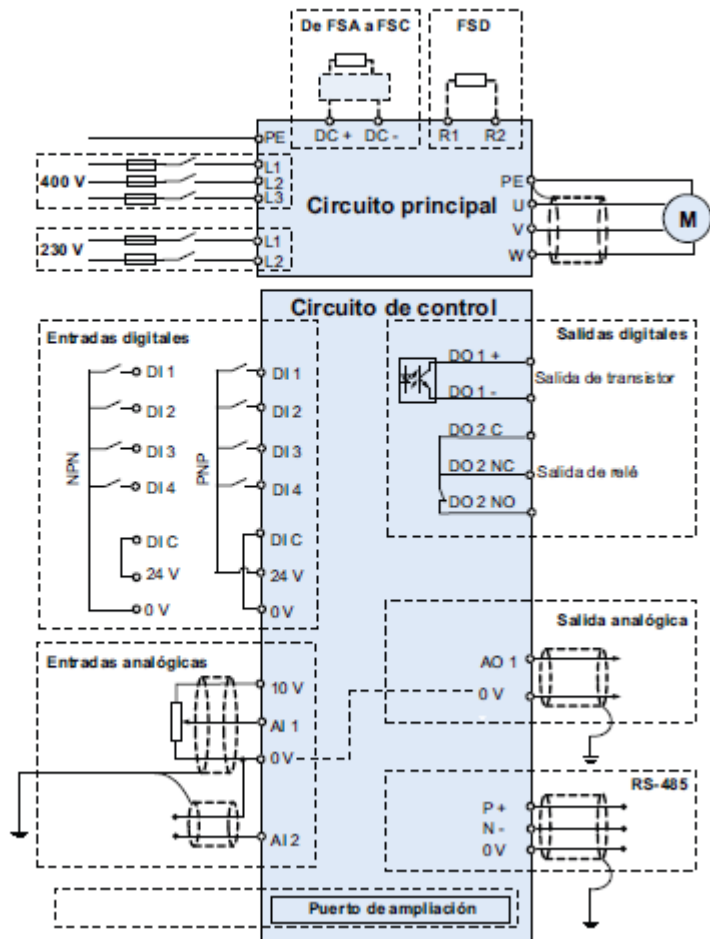 De FSA a FSC
FSD
DC +
DC -
R1
R2
PE
400 V
L1
L2
L3
230 V
L1
L2
Circuito principal
PE
U
V
W
M
Circuito de control
Entradas digitales
NPN
DI 1
DI 2
DI 3
DI 4
DI C
24 V
0 V
PNP
DI 1
DI 2
DI 3
DI 4
DI C
24 V
0 V
Salidas digitales
DO 1 +
DO 1 -
Salida de transistor
DO 2 C
DO 2 NC
DO 2 NO
Salida de relé
Entradas analógicas
10 V
AI 1
0 V
AI 2
Salida analógica
AO 1
0 V
RS-485
P +
N -
0 V
Puerto de ampliación